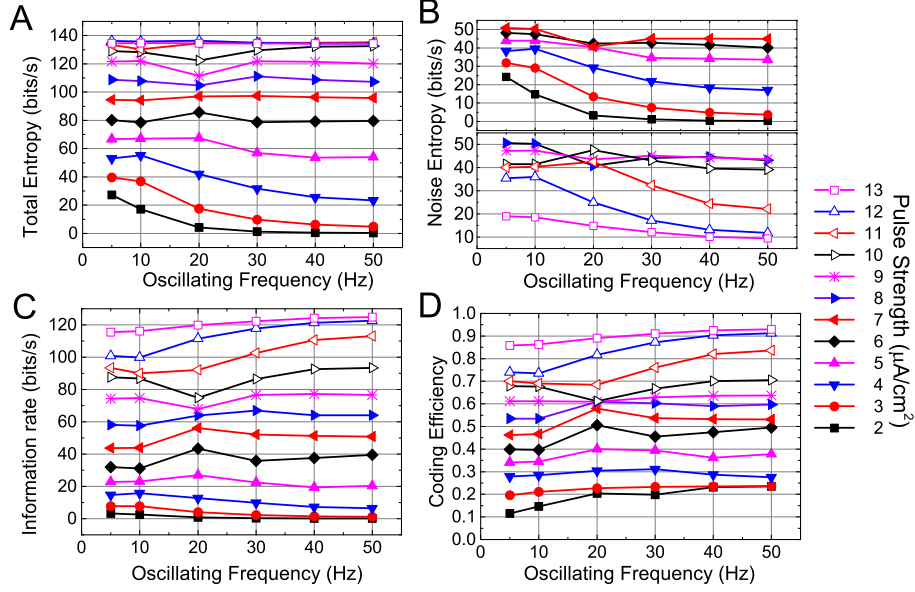 A
Total Entropy (bits/s)
140
120
100
80
60
40
20
0
0 10 20 30 40 50
Oscillating Frequency (Hz)
B
Noise Entropy (bits/s)
50
40
30
20
10
0
50
40
30
20
10
0 10 20 30 40 50
Oscillating Frequency (Hz)
C
Information rate (bits/s)
120
100
80
60
40
20
0
0 10 20 30 40 50
Oscillating Frequency (Hz)
D
Coding Efficiency
1.0
0.9
0.8
0.7
0.6
0.5
0.4
0.3
0.2
0.1
0.0
0 10 20 30 40 50
Oscillating Frequency (Hz)
13
12
11
10
9
8
7
6
5
4
3
2
Pulse Strength (µA/cm²)